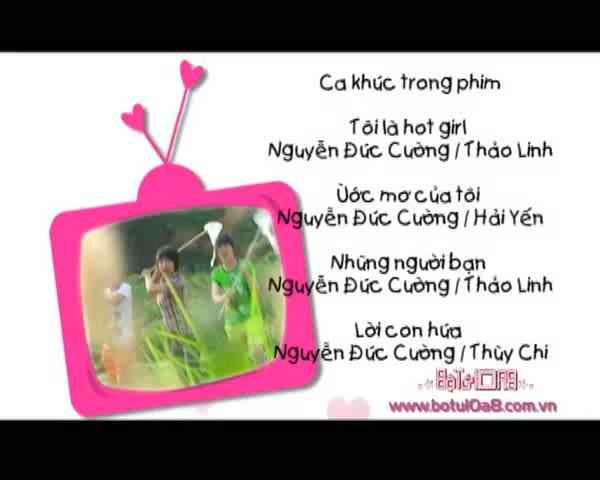 Ca khúc trong phim
Tôi là hot girl
Nguyễn Đức Cường / Thảo Linh
Ước mơ của tôi
Nguyễn Đức Cường / Hải Yến
Những người bạn
Nguyễn Đức Cường / Thảo Linh
Lời con hứa
Nguyễn Đức Cường / Thùy Chi
www.botu10a8.com.vn